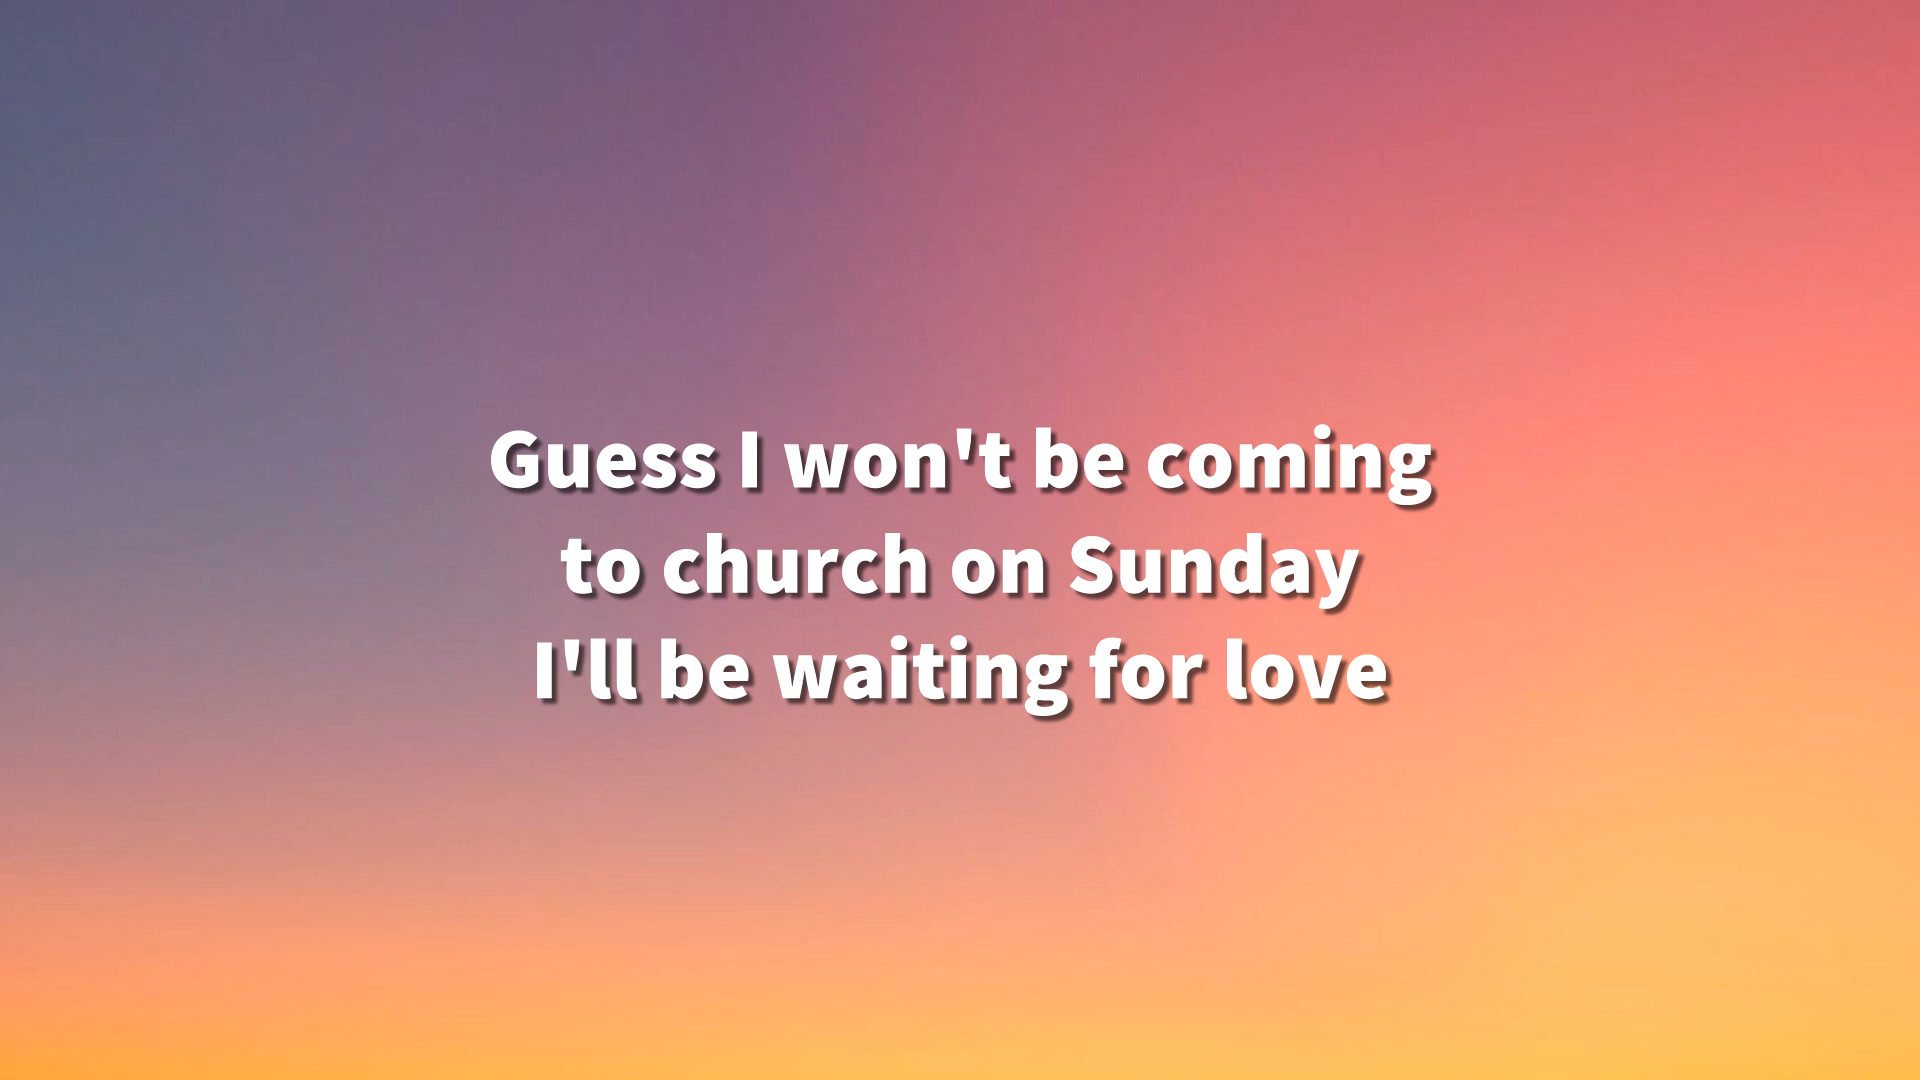 Guess I won't be coming
to church on Sunday
I'll be waiting for love